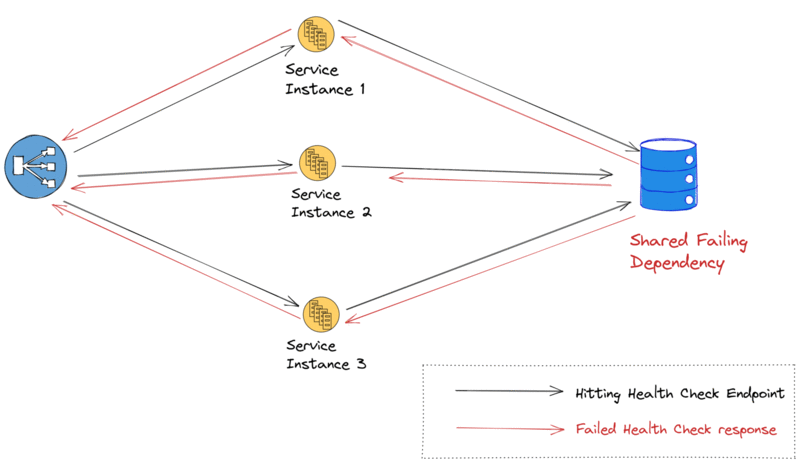 Service
Instance 1
Service
Instance 2
Shared Failing
Dependency
Service
Instance 3
Hitting Health Check Endpoint
Failed Health Check response